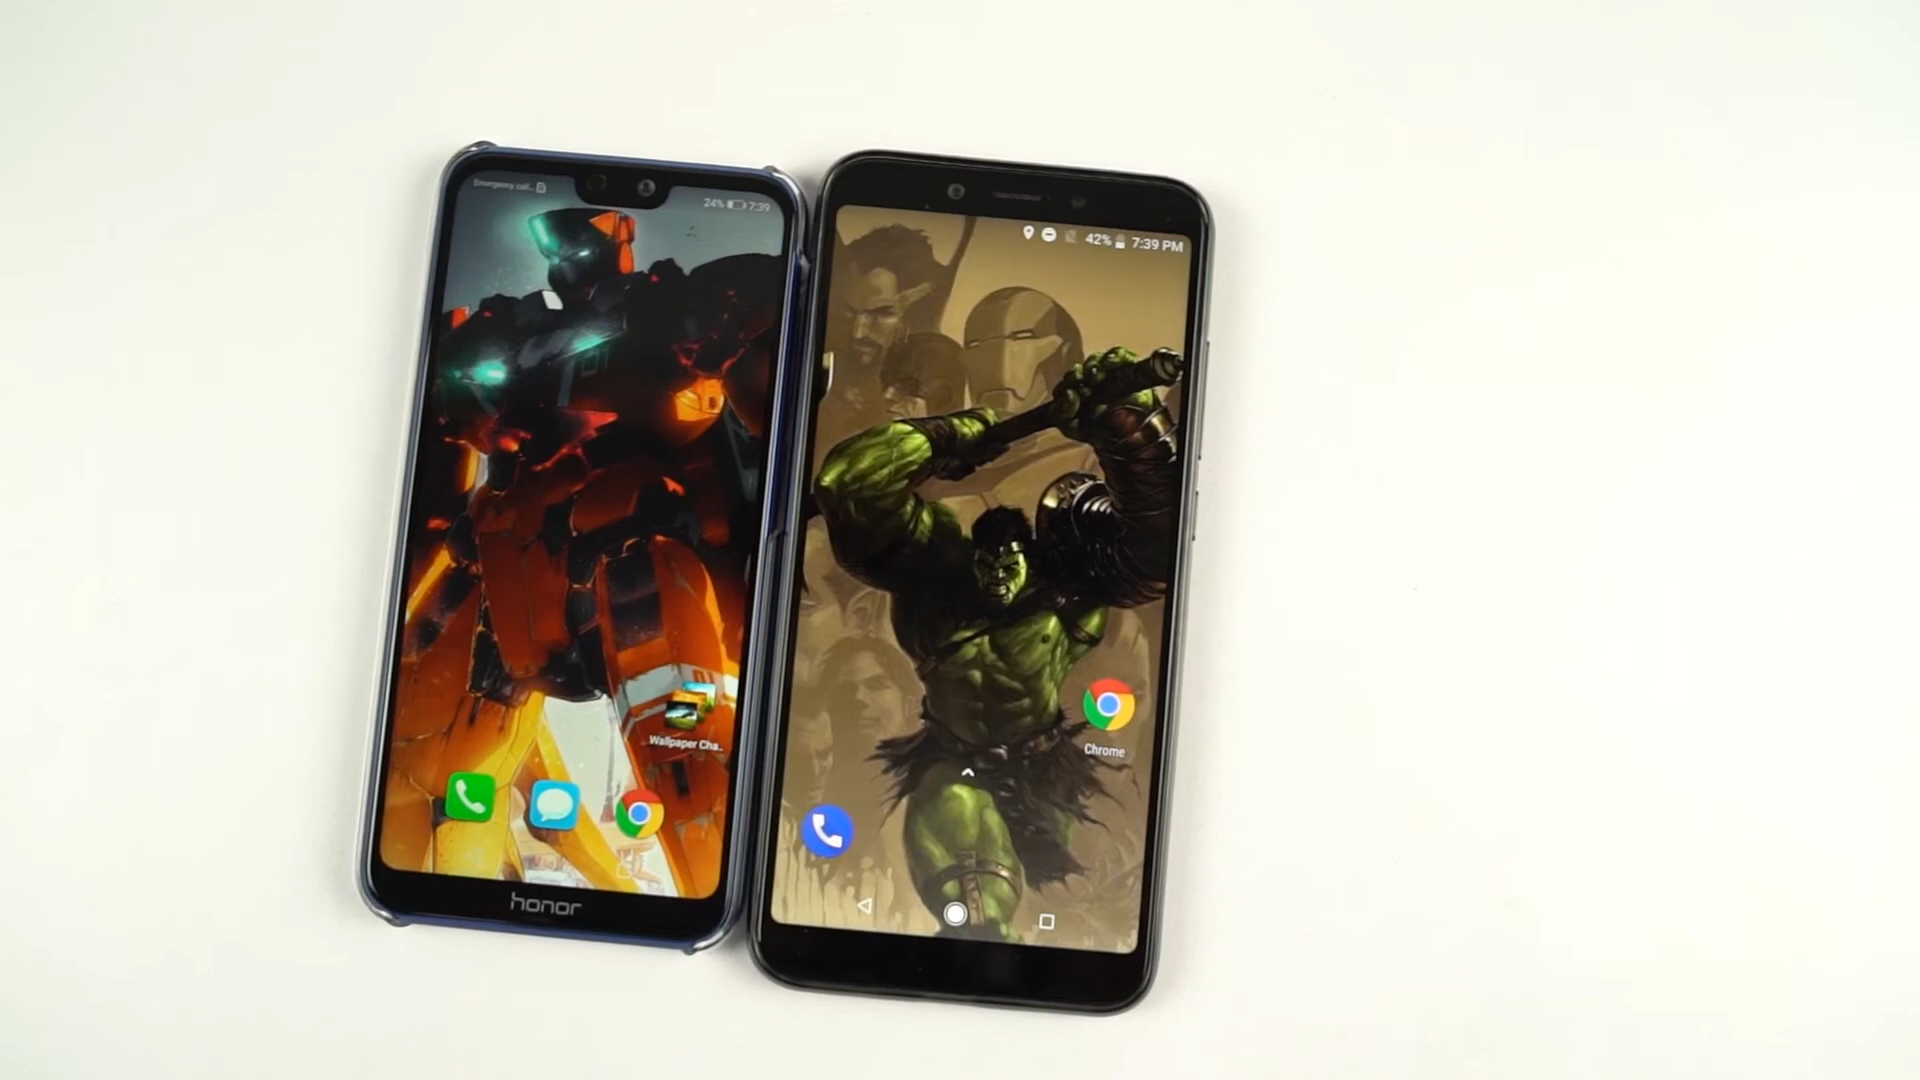 Emergency call...
24% 7:39
42% 7:39 PM
Wallpaper Cha...
Chrome
honor